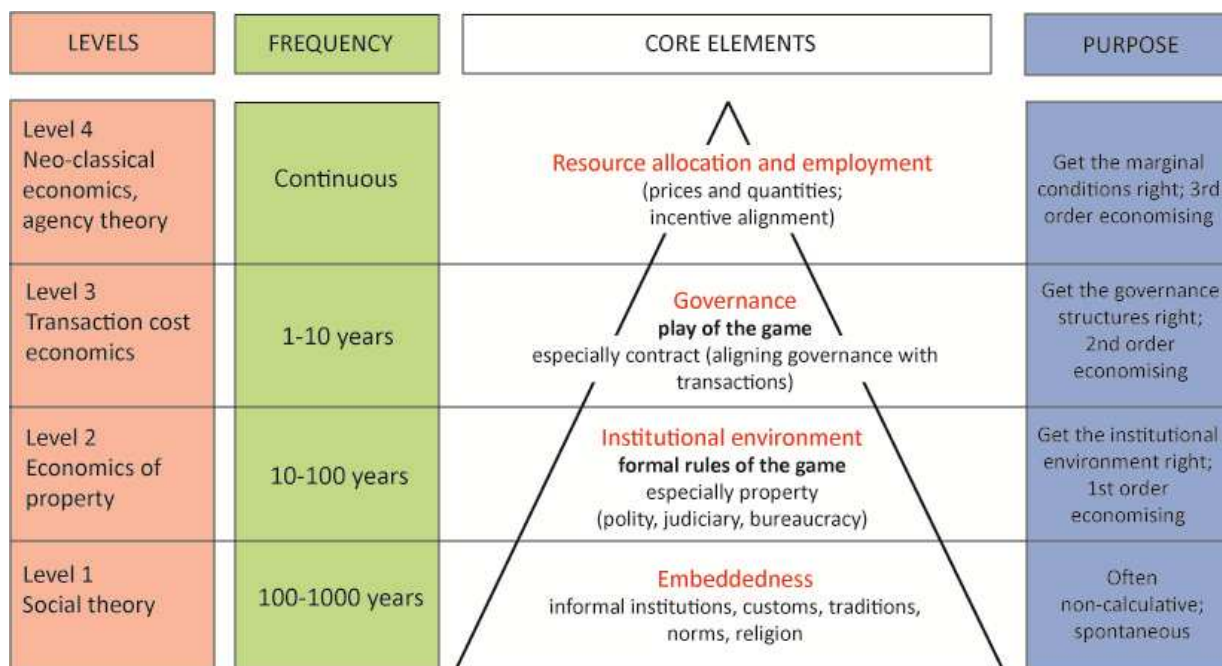 LEVELS
FREQUENCY
CORE ELEMENTS
PURPOSE
Level 4
Neo-classical
economics,
agency theory
Continuous
Resource allocation and employment
(prices and quantities;
incentive alignment)
Get the marginal
conditions right; 3rd
order economising
Level 3
Transaction cost
economics
1-10 years
Governance
play of the game
especially contract (aligning governance with
transactions)
Get the governance
structures right;
2nd order
economising
Level 2
Economics of
property
10-100 years
Institutional environment
formal rules of the game
especially property
(polity, judiciary, bureaucracy)
Get the institutional
environment right;
1st order
economising
Level 1
Social theory
100-1000 years
Embeddedness
informal institutions, customs, traditions,
norms, religion
Often
non-calculative;
spontaneous